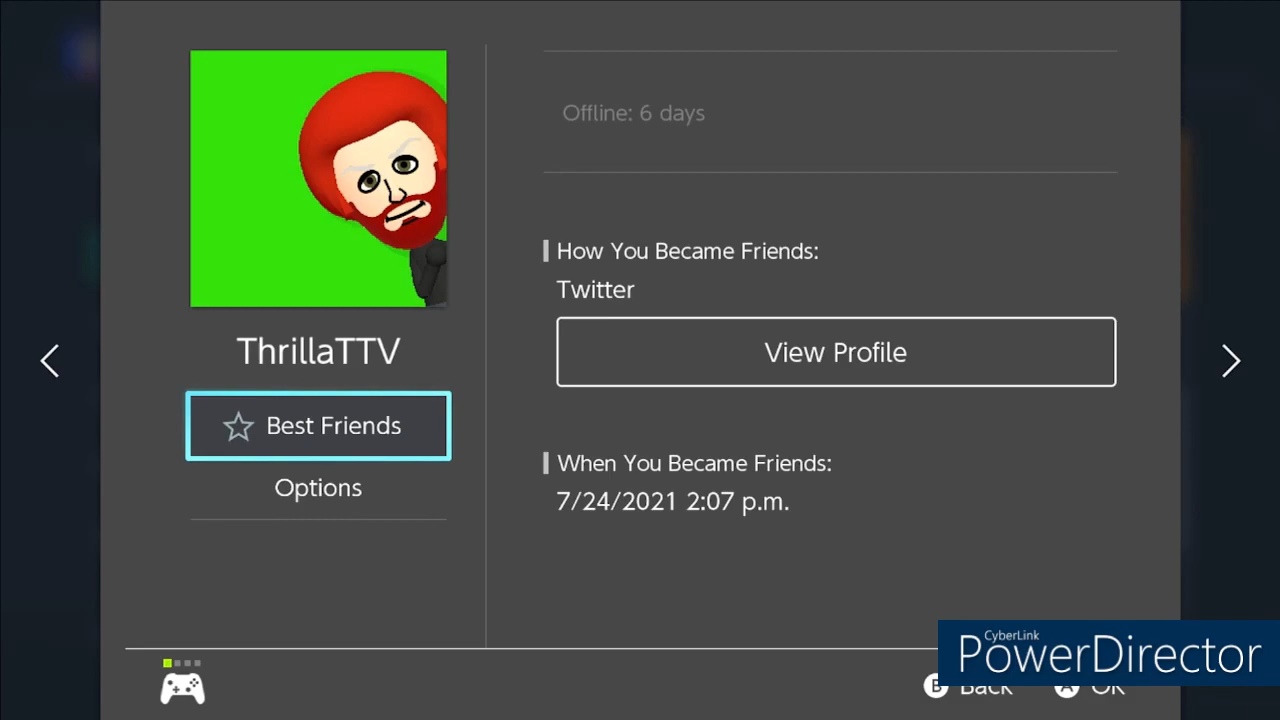 Offline: 6 days
How You Became Friends:
Twitter
View Profile
ThrillaTTV
Best Friends
Options
When You Became Friends:
7/24/2021 2:07 p.m.
CyberLink
PowerDirector
B Back
A OK